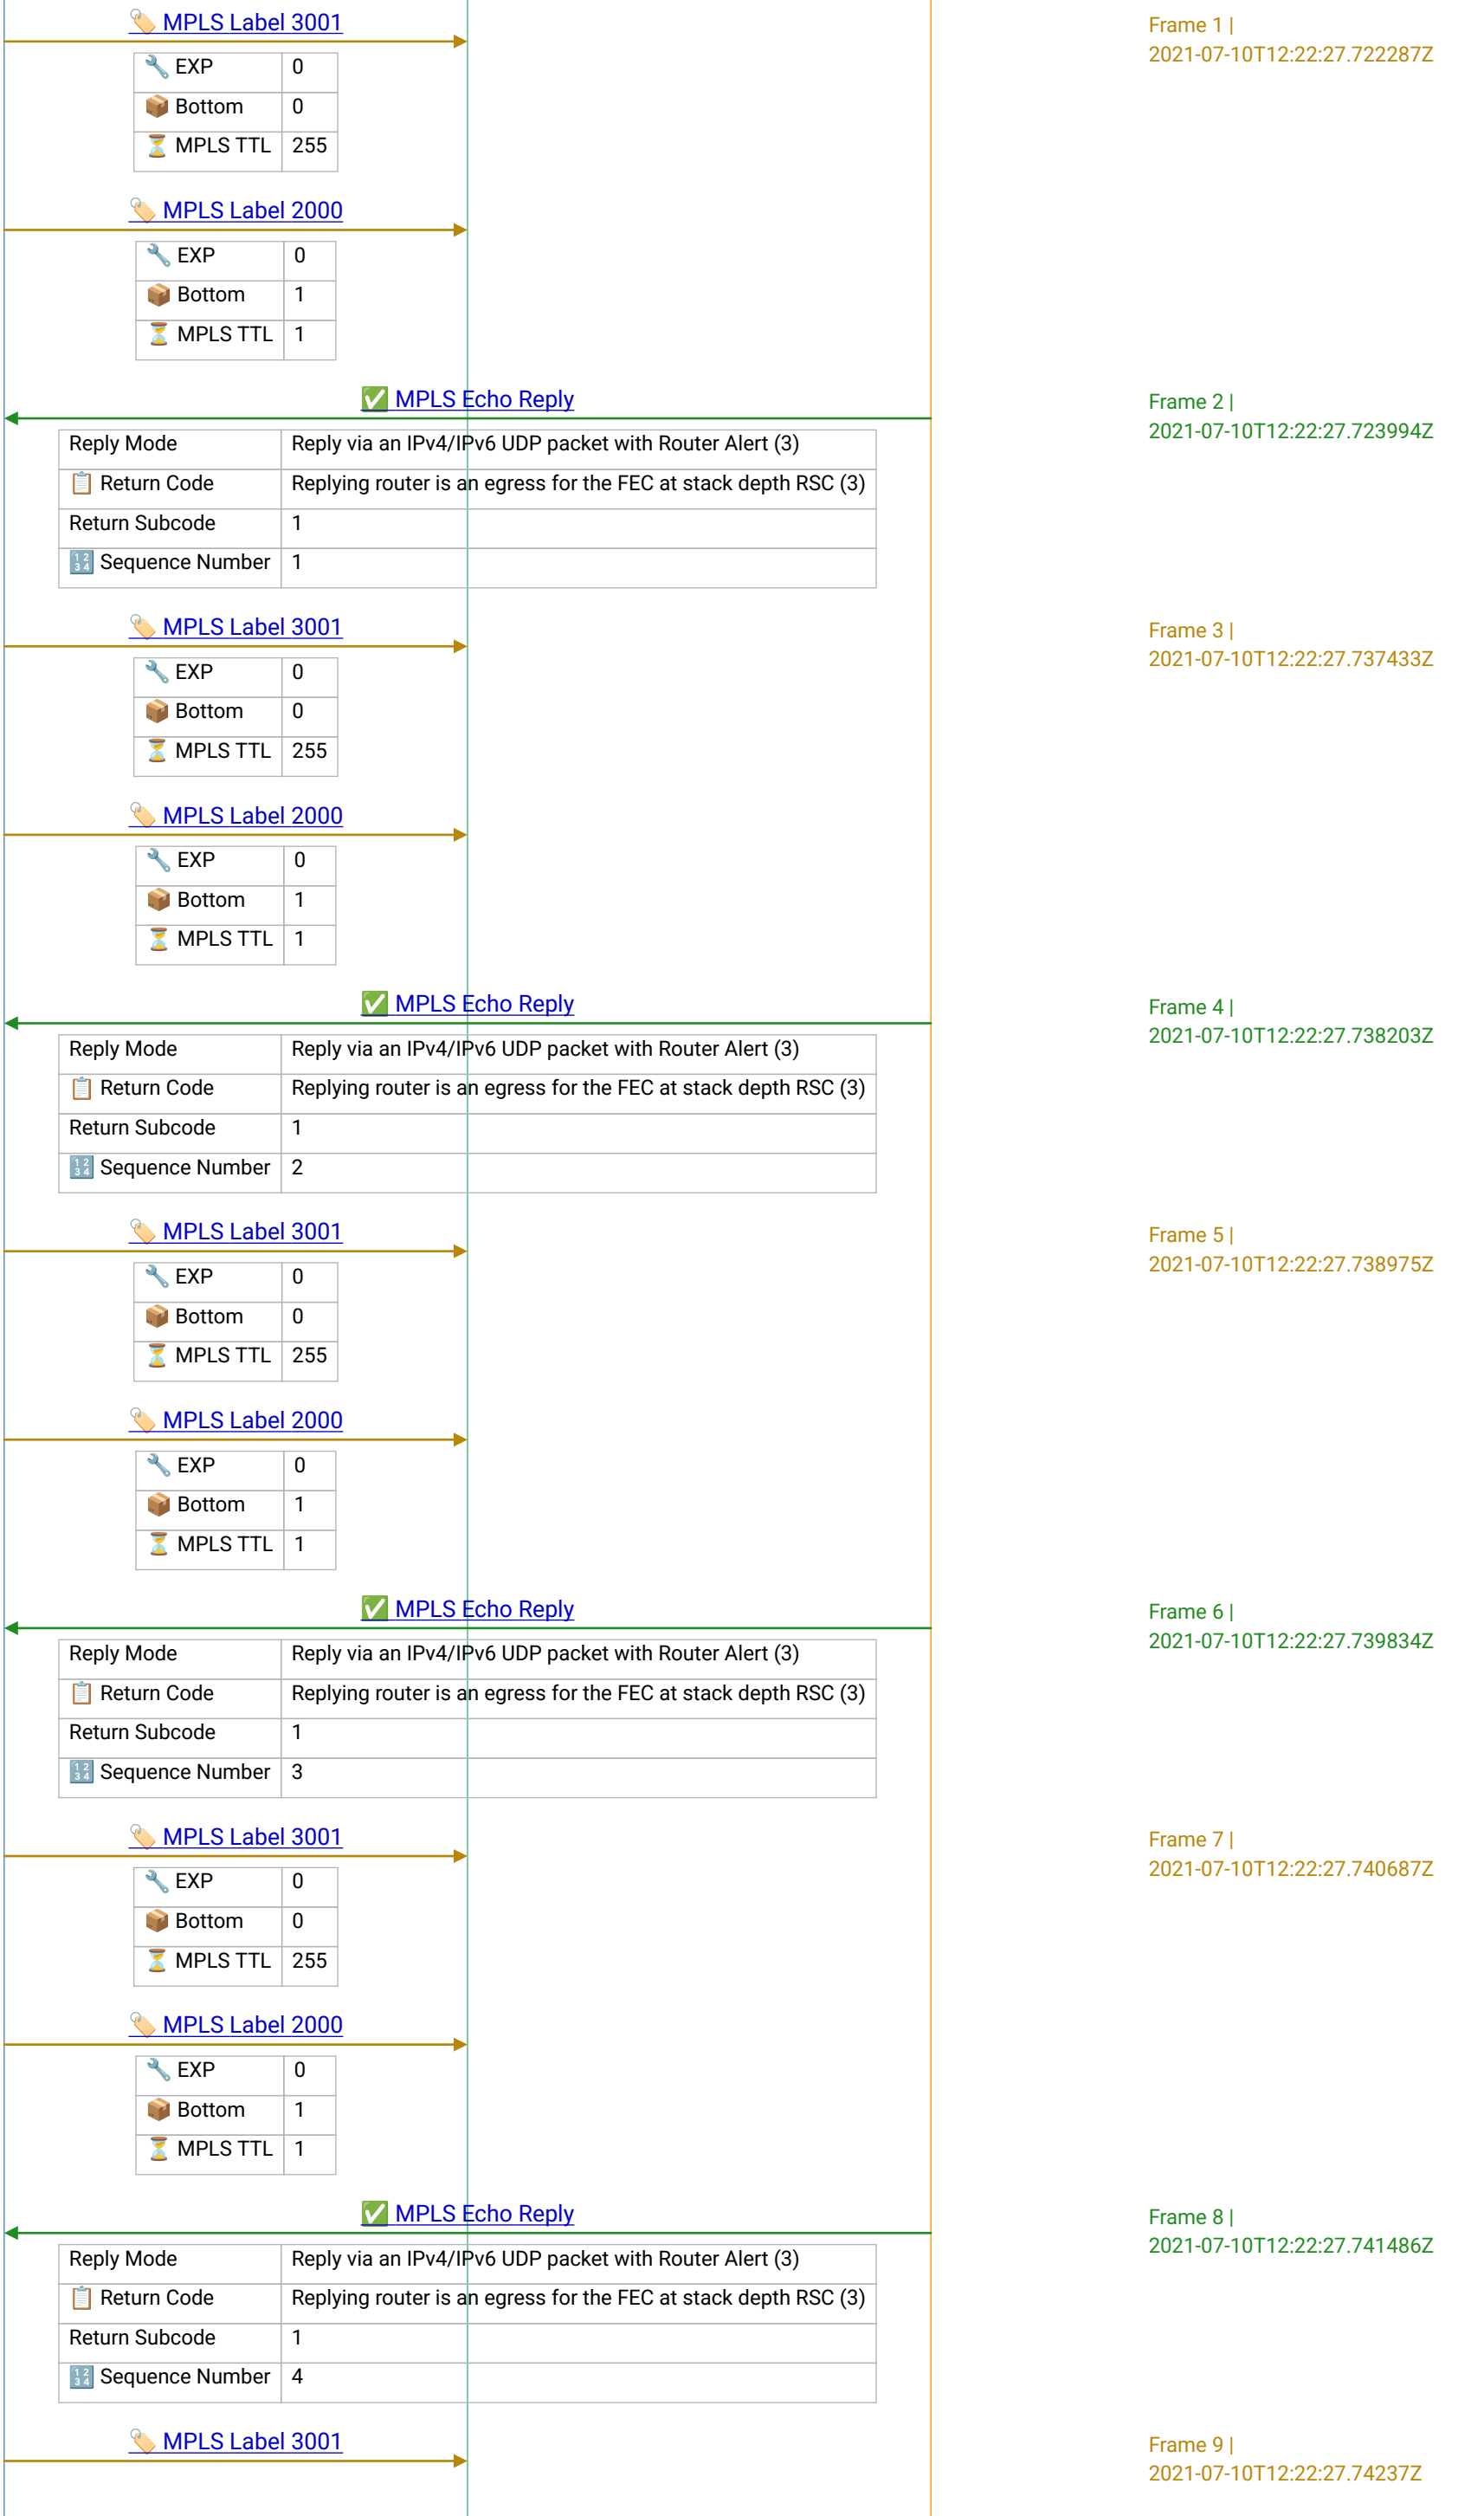 🏷️ MPLS Label 3001
Frame 1 |
2021-07-10T12:22:27.722287Z
🔧 EXP 0
📦 Bottom 0
⏳ MPLS TTL 255
🏷️ MPLS Label 2000
🔧 EXP 0
📦 Bottom 1
⏳ MPLS TTL 1
✅ MPLS Echo Reply
Frame 2 |
2021-07-10T12:22:27.723994Z
Reply Mode Reply via an IPv4/IPv6 UDP packet with Router Alert (3)
📋 Return Code Replying router is an egress for the FEC at stack depth RSC (3)
Return Subcode 1
🔢 Sequence Number 1
🏷️ MPLS Label 3001
Frame 3 |
2021-07-10T12:22:27.737433Z
🔧 EXP 0
📦 Bottom 0
⏳ MPLS TTL 255
🏷️ MPLS Label 2000
🔧 EXP 0
📦 Bottom 1
⏳ MPLS TTL 1
✅ MPLS Echo Reply
Frame 4 |
2021-07-10T12:22:27.738203Z
Reply Mode Reply via an IPv4/IPv6 UDP packet with Router Alert (3)
📋 Return Code Replying router is an egress for the FEC at stack depth RSC (3)
Return Subcode 1
🔢 Sequence Number 2
🏷️ MPLS Label 3001
Frame 5 |
2021-07-10T12:22:27.738975Z
🔧 EXP 0
📦 Bottom 0
⏳ MPLS TTL 255
🏷️ MPLS Label 2000
🔧 EXP 0
📦 Bottom 1
⏳ MPLS TTL 1
✅ MPLS Echo Reply
Frame 6 |
2021-07-10T12:22:27.739834Z
Reply Mode Reply via an IPv4/IPv6 UDP packet with Router Alert (3)
📋 Return Code Replying router is an egress for the FEC at stack depth RSC (3)
Return Subcode 1
🔢 Sequence Number 3
🏷️ MPLS Label 3001
Frame 7 |
2021-07-10T12:22:27.740687Z
🔧 EXP 0
📦 Bottom 0
⏳ MPLS TTL 255
🏷️ MPLS Label 2000
🔧 EXP 0
📦 Bottom 1
⏳ MPLS TTL 1
✅ MPLS Echo Reply
Frame 8 |
2021-07-10T12:22:27.741486Z
Reply Mode Reply via an IPv4/IPv6 UDP packet with Router Alert (3)
📋 Return Code Replying router is an egress for the FEC at stack depth RSC (3)
Return Subcode 1
🔢 Sequence Number 4
🏷️ MPLS Label 3001
Frame 9 |
2021-07-10T12:22:27.74237Z